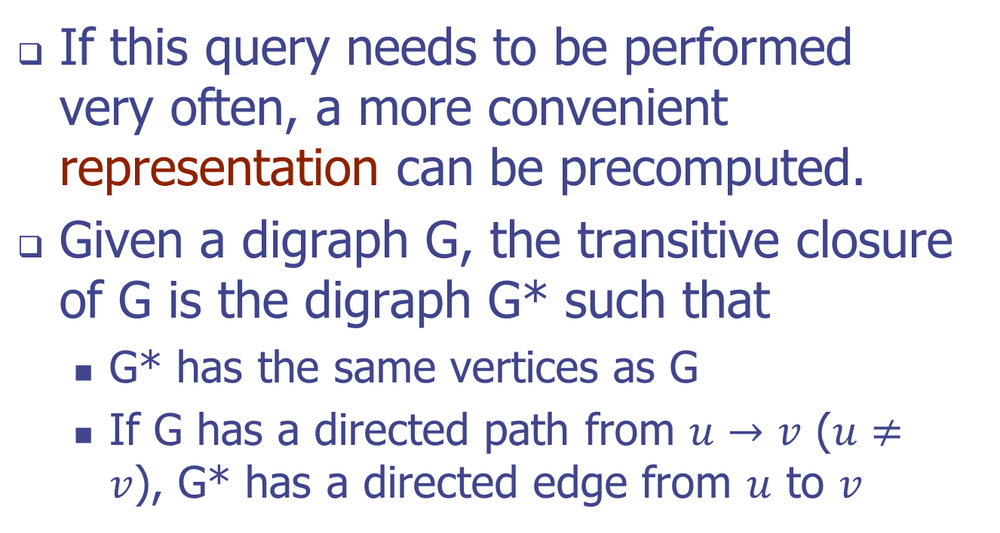 ❑ If this query needs to be performed
very often, a more convenient
representation can be precomputed.
❑ Given a digraph G, the transitive closure
of G is the digraph G* such that
■ G* has the same vertices as G
■ If G has a directed path from 𝑢 → 𝑣 (𝑢 ≠
𝑣), G* has a directed edge from 𝑢 to 𝑣